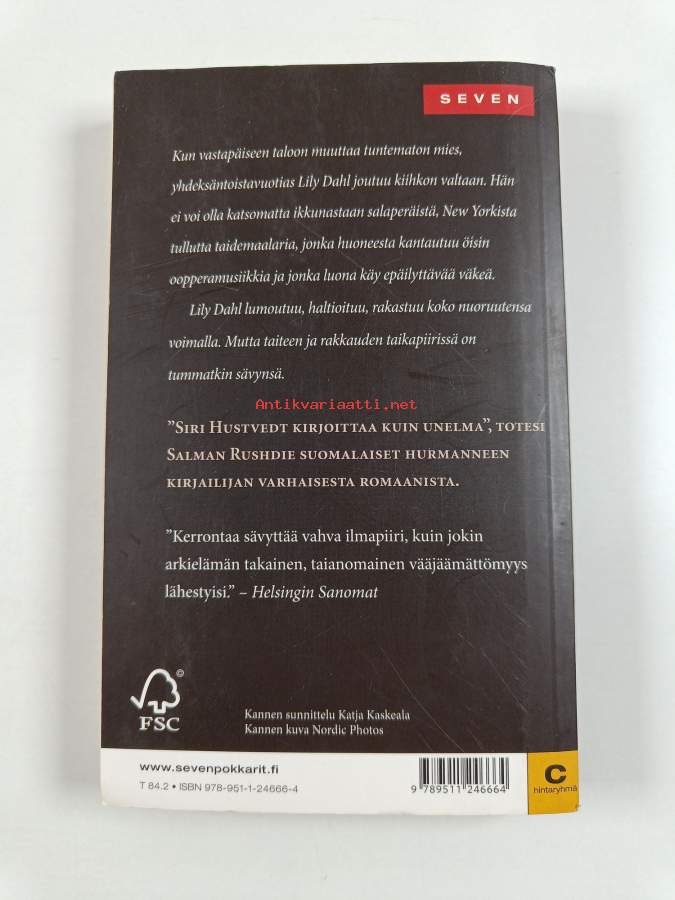 SEVEN
Kun vastapäiseen taloon muuttaa tuntematon mies,
yhdeksäntoistavuotias Lily Dahl joutuu kiihkon valtaan. Hän
ei voi olla katsomatta ikkunastaan salaperäistä, New Yorkista
tullutta taidemaalaria, jonka huoneesta kantautuu öisin
oopperamusiikkia ja jonka luona käy epäilyttävää väkeä.
Lily Dahl lumoutuu, haltioituu, rakastuu koko nuoruutensa
voimalla. Mutta taiteen ja rakkauden taikapiirissä on
tummatkin sävynsä.
Antikvariaatti.net
”SIRI HUSTVEDT KIRJOITTAA KUIN UNELMA”, TOTESI
SALMAN RUSHDIE SUOMALAISET HURMANNEEN
KIRJAILIJAN VARHAISESTA ROMAANISTA.
”Kerrontaa sävyttää vahva ilmapiiri, kuin jokin
arkielämän takainen, taianomainen vääjäämättömyys
lähestyisi.” – Helsingin Sanomat
©
FSC
Kannen sunnittelu Katja Kaskeala
Kannen kuva Nordic Photos
www.sevenpokkarit.fi
T 84.2 • ISBN 978-951-1-24666-4
9 789511 246664
C
hintaryhmä